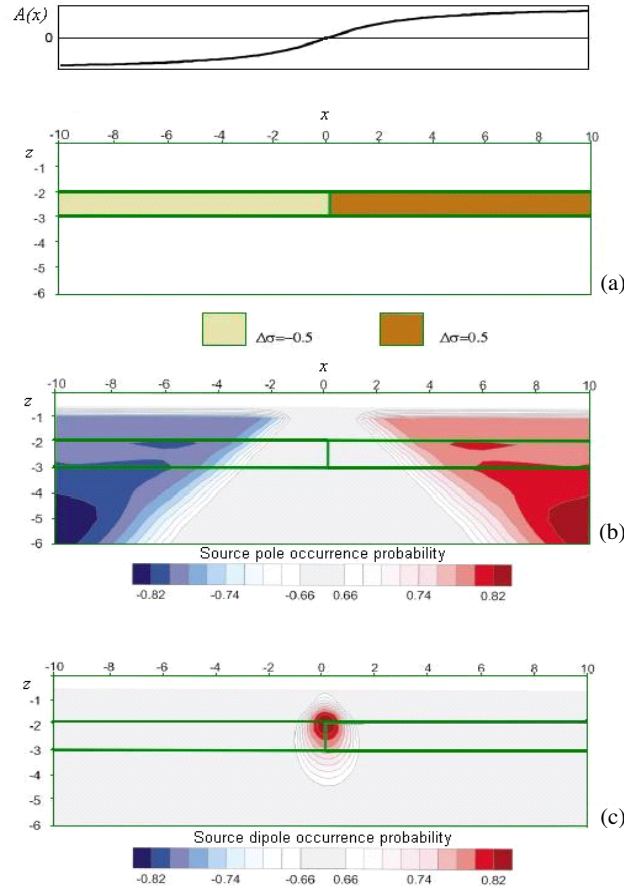 A(x)
0
x
-10 -8 -6 -4 -2 0 2 4 6 8 10
z
-1
-2
-3
-4
-5
-6
(a)
Δσ=−0.5 Δσ=0.5
x
-10 -8 -6 -4 -2 0 2 4 6 8 10
z
-1
-2
-3
-4
-5
-6
(b)
Source pole occurrence probability
-0.82 -0.74 -0.66 0.66 0.74 0.82
-10 -8 -6 -4 -2 0 2 4 6 8 10
z
-1
-2
-3
-4
-5
-6
(c)
Source dipole occurrence probability
-0.82 -0.74 -0.66 0.66 0.74 0.82